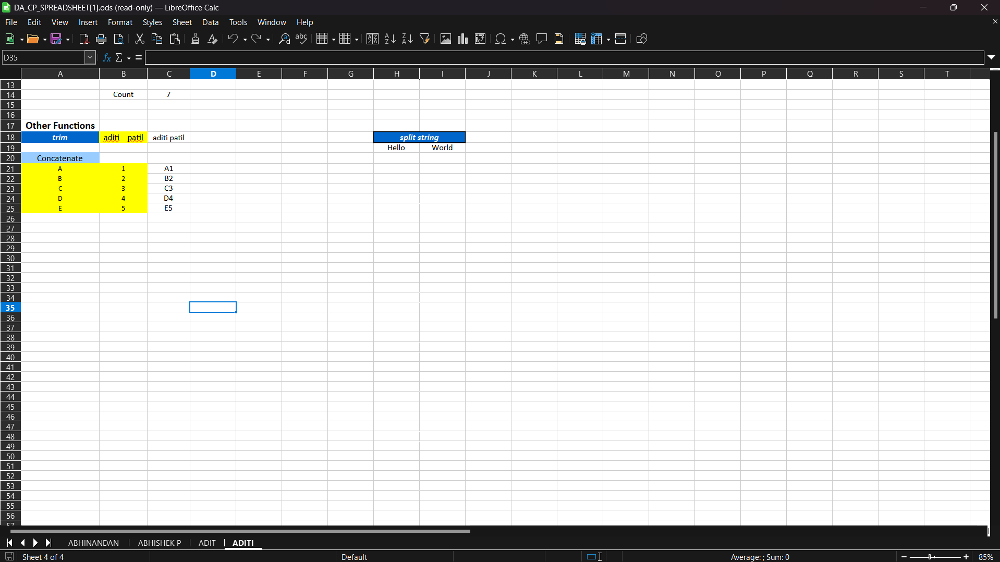 DA_CP_SPREADSHEET[1].ods (read-only) — LibreOffice Calc
File Edit View Insert Format Styles Sheet Data Tools Window Help
D35
A B C D E F G H I J K L M N O P Q R S T
13
14 Count 7
15
16
17 Other Functions
18 trim aditi patil aditi patil split string
19 Hello World
20 Concatenate
21 A 1 A1
22 B 2 B2
23 C 3 C3
24 D 4 D4
25 E 5 E5
26
27
28
29
30
31
32
33
34
35
36
37
38
39
40
41
42
43
44
45
46
47
48
49
50
51
52
53
54
55
56
57
ABHINANDAN ABHISHEK P ADIT ADITI
Sheet 4 of 4 Default Average: ; Sum: 0 85%